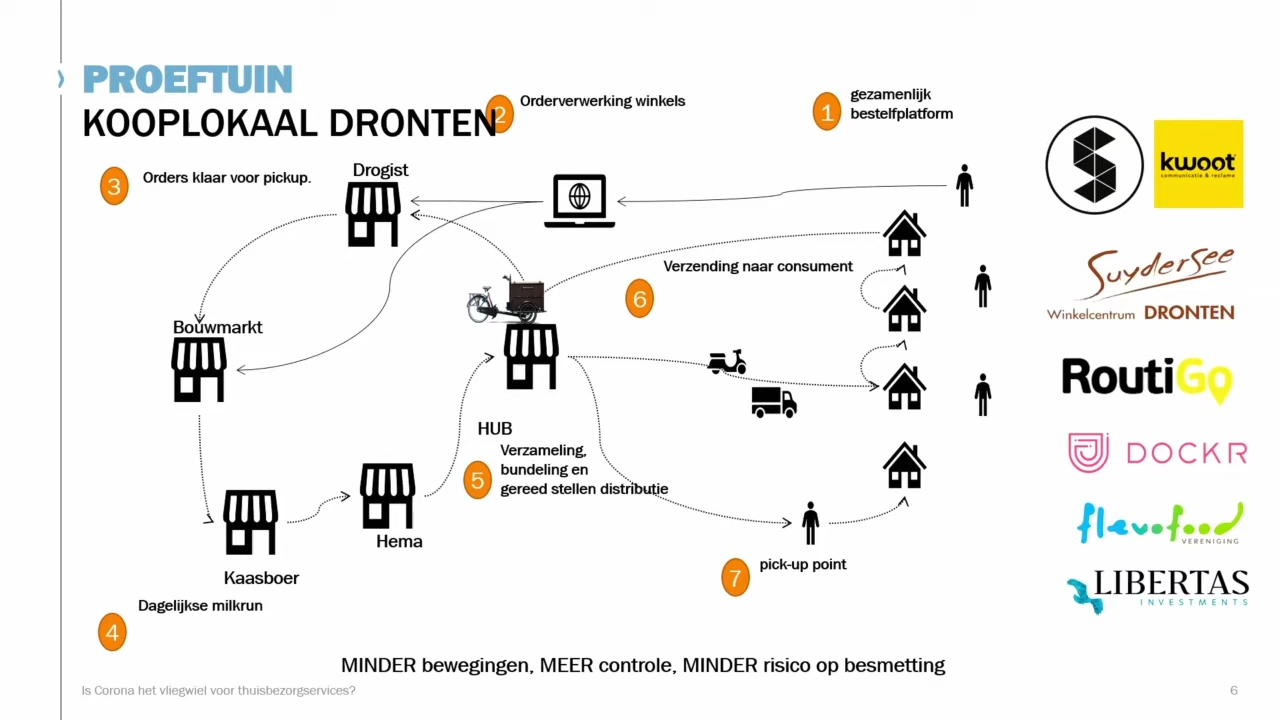 PROEFTUIN
KOOPLOKAAL DRONTEN
2
Orderverwerking winkels
1
gezamenlijk
bestelfplatform
3
Orders klaar voor pickup.
Drogist
kwoot
communicatie & reclame
Suydersee
Winkelcentrum DRONTEN
6
Verzending naar consument
Bouwmarkt
RoutiGo
HUB
5
Verzameling,
bundeling en
gereed stellen distributie
DOCKR
Hema
flevofood
VERENIGING
Kaasboer
7
pick-up point
LIBERTAS
INVESTMENTS
4
Dagelijkse milkrun
MINDER bewegingen, MEER controle, MINDER risico op besmetting
Is Corona het vliegwiel voor thuisbezorgservices?
6